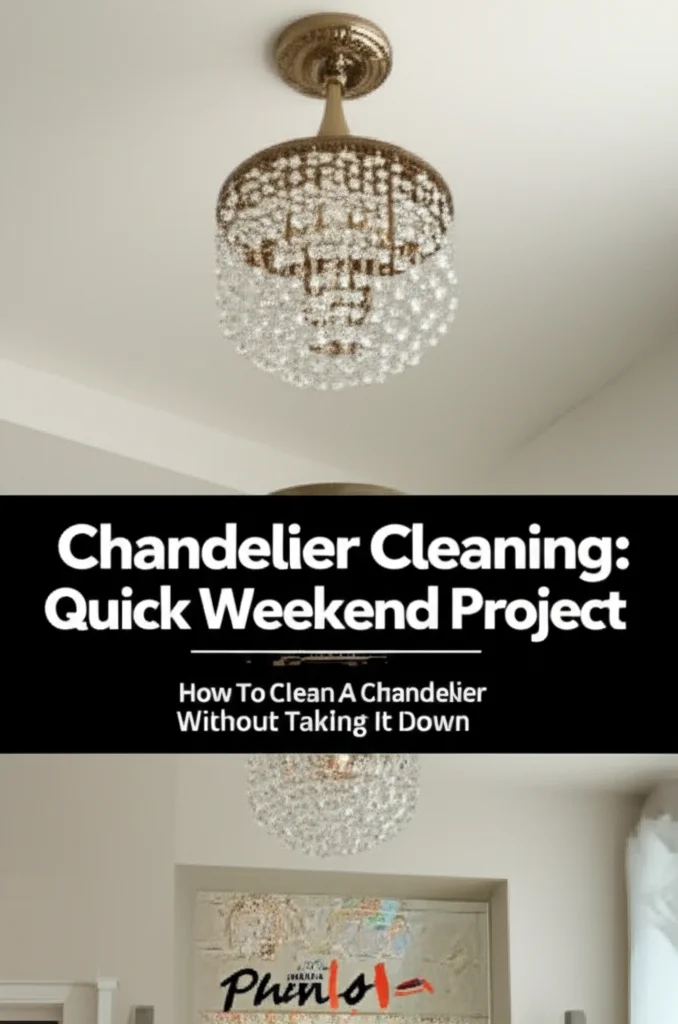 Chandelier Cleaning:
Quick Weekend Project
How To Clean A Chandelier
Without Taking It Down